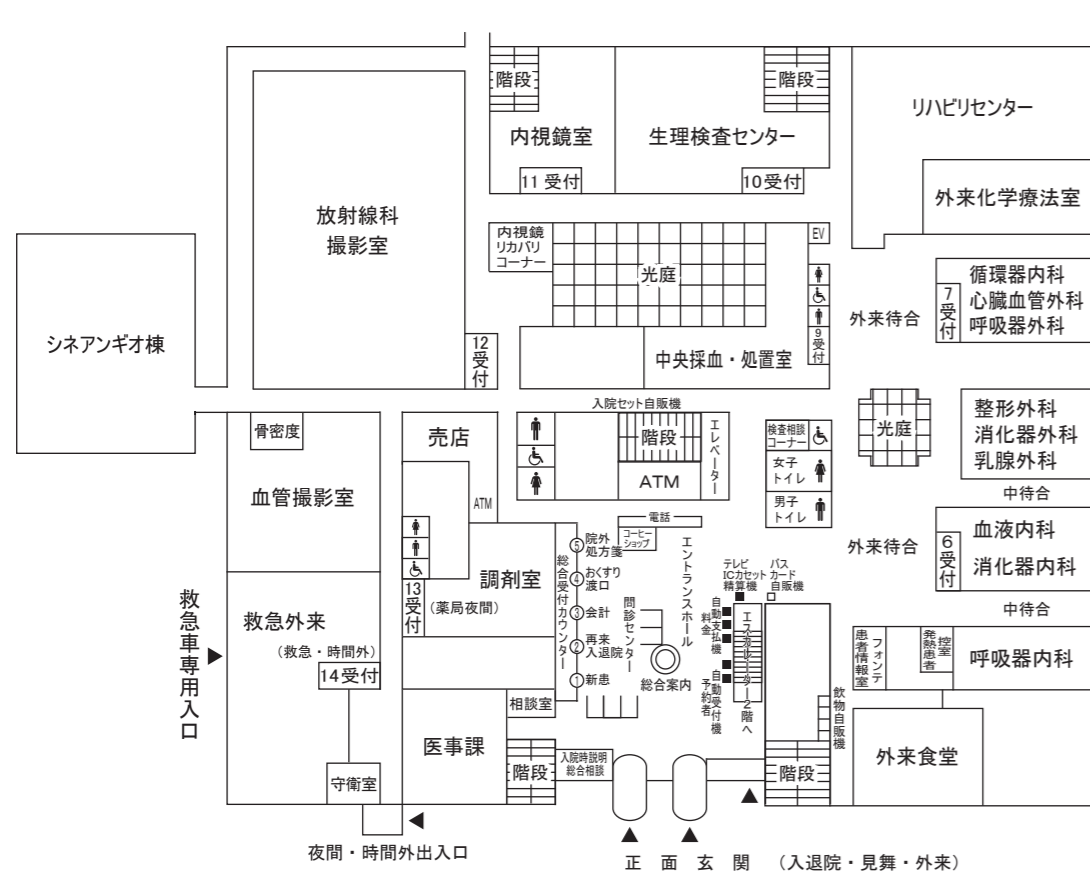 階段
階段
リハビリセンター
内視鏡室
生理検査センター
11 受付
10受付
外来化学療法室
放射線科
撮影室
内視鏡
リカバリ
コーナー
EV
光庭
循環器内科
心臓血管外科
呼吸器外科
7受付
外来待合
シネアンギオ棟
12受付
中央採血・処置室
9受付
入院セット自販機
骨密度
売店
階段
エレベーター
ATM
検査相談
コーナー
女子
トイレ
男子
トイレ
光庭
整形外科
消化器外科
乳腺外科
中待合
血管撮影室
ATM
電話
コーヒー
ショップ
外来待合
6受付
血液内科
消化器内科
中待合
総合受付カウンター
⑤院外
処方箋
④おくすり
渡口
③会計
②再来
入退院
①新患
エントランスホール
問診センター
総合案内
テレビ
ICカセット
精算機
バス
カード
自販機
自動支払機
料金
自動受付機
予約者
エスカレーター2階へ
調剤室
13受付
(薬局夜間)
救急車専用入口
救急外来
(救急・時間外)
14受付
患者情報室
フォンテ
発熱患者
控室
呼吸器内科
相談室
医事課
飲物自販機
外来食堂
守衛室
階段
入院時説明
総合相談
階段
夜間・時間外出入口
正面玄関 (入退院・見舞・外来)